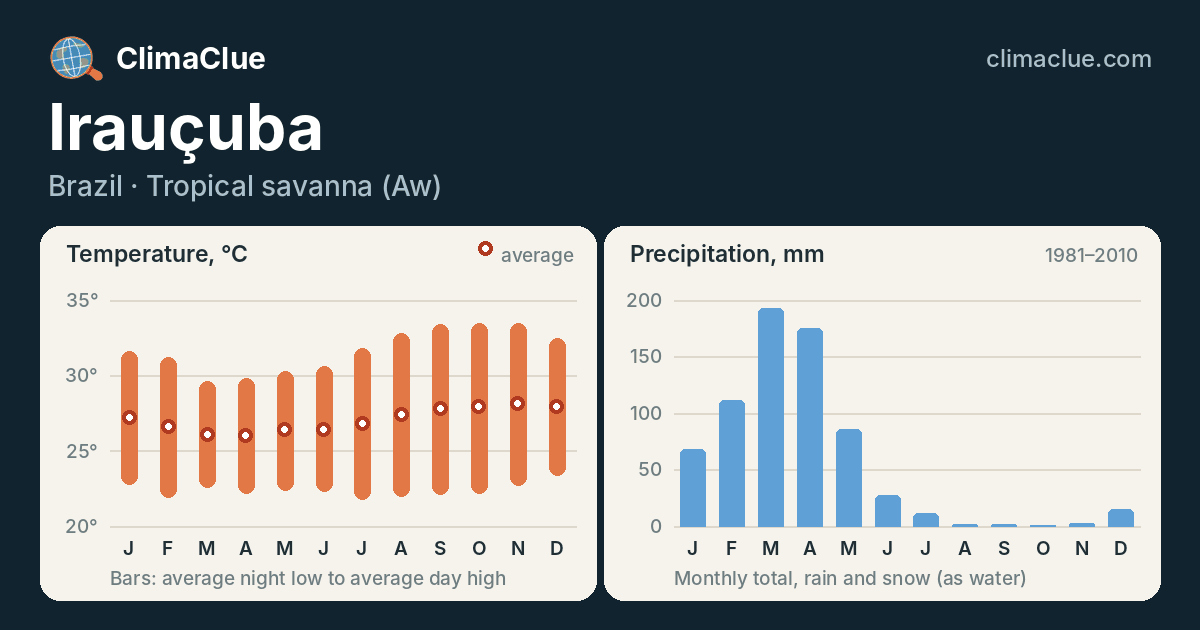 ClimaClue
climaclue.com
Irauçuba
Brazil · Tropical savanna (Aw)
Temperature, °C
average
35°
30°
25°
20°
J F M A M J J A S O N D
Bars: average night low to average day high
Precipitation, mm
1981–2010
200
150
100
50
0
J F M A M J J A S O N D
Monthly total, rain and snow (as water)